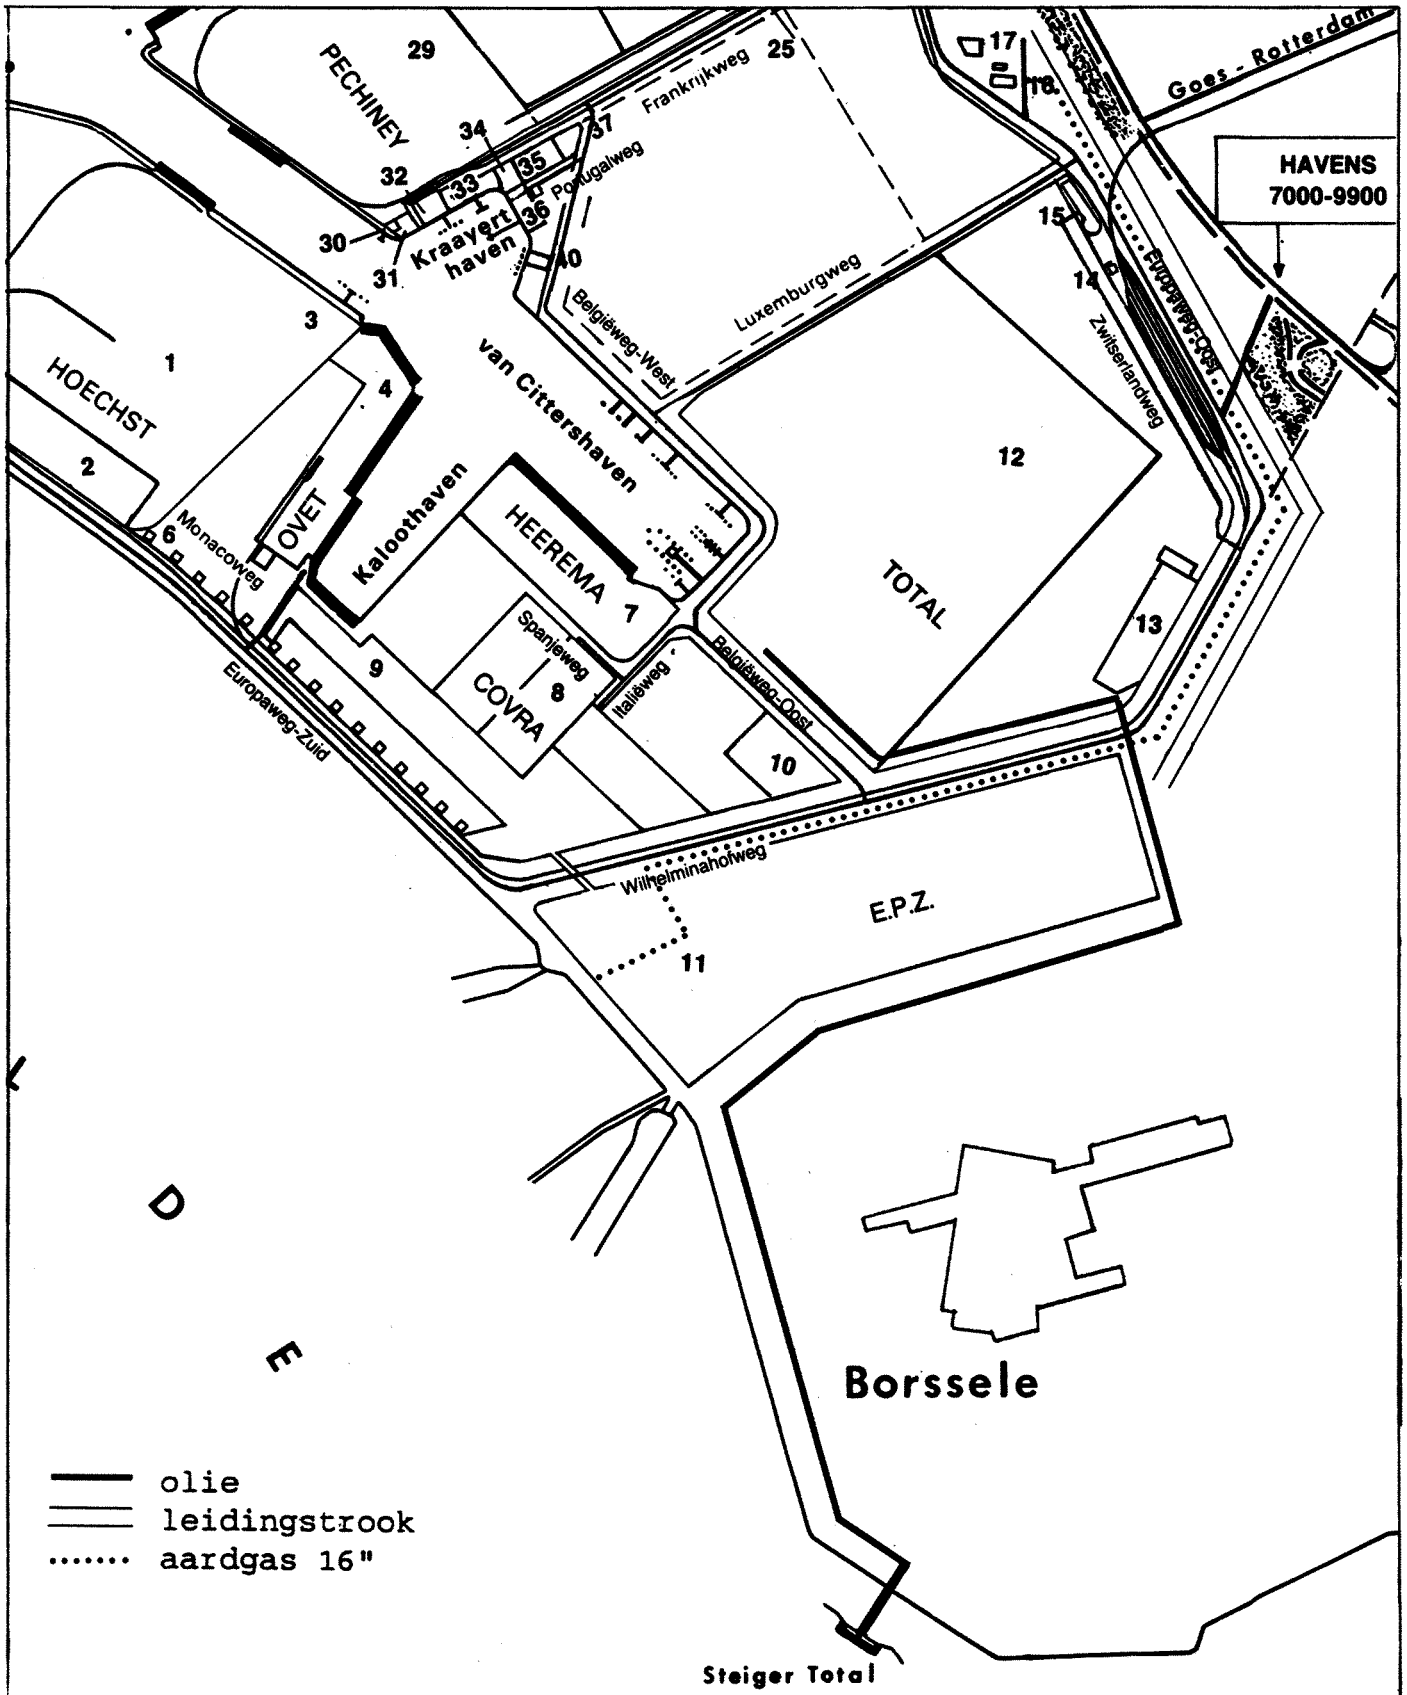 29
PECHINEY
25
Frankrijkweg
17
18
Goes - Rotterdam
HAVENS
7000-9900
37
34
35
Portugalweg
32
33
36
30
31
Kraayert
haven
40
15
14
Europaweg-Oost
Luxemburgweg
Zwitserlandweg
Belgiëweg-West
3
1
HOECHST
4
van Cittershaven
2
12
OVET
6
Monacoweg
Kaloothaven
HEEREMA
7
TOTAL
13
Spanjeweg
8
COVRA
9
Italiëweg
Belgiëweg-Oost
10
Europaweg-Zuid
Wilhelminahofweg
E.P.Z.
11
L
D
E
Borssele
olie
leidingstrook
aardgas 16"
Steiger Total